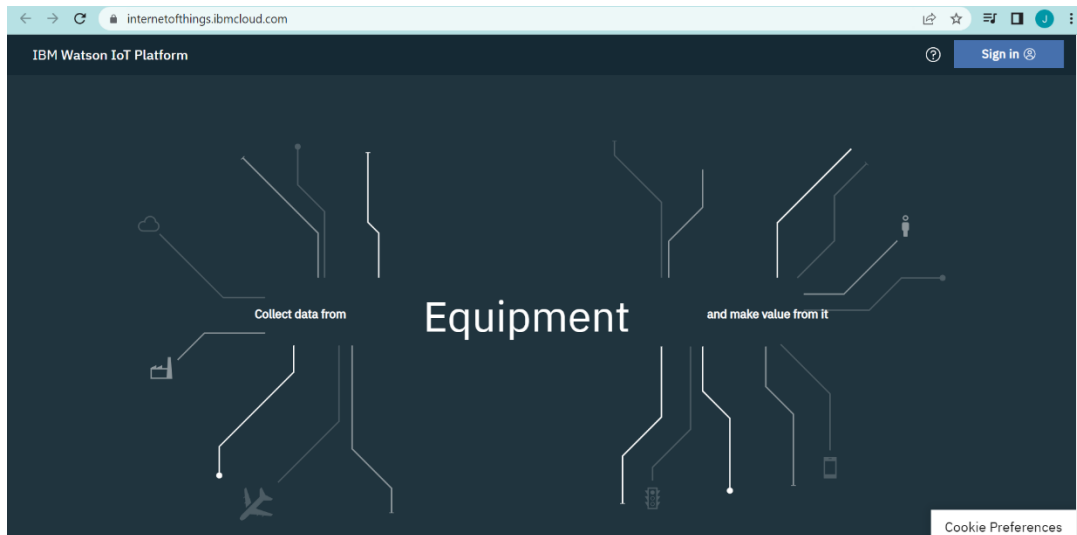 internetofthings.ibmcloud.com
J
IBM Watson IoT Platform
Sign in
Collect data from Equipment and make value from it
Cookie Preferences